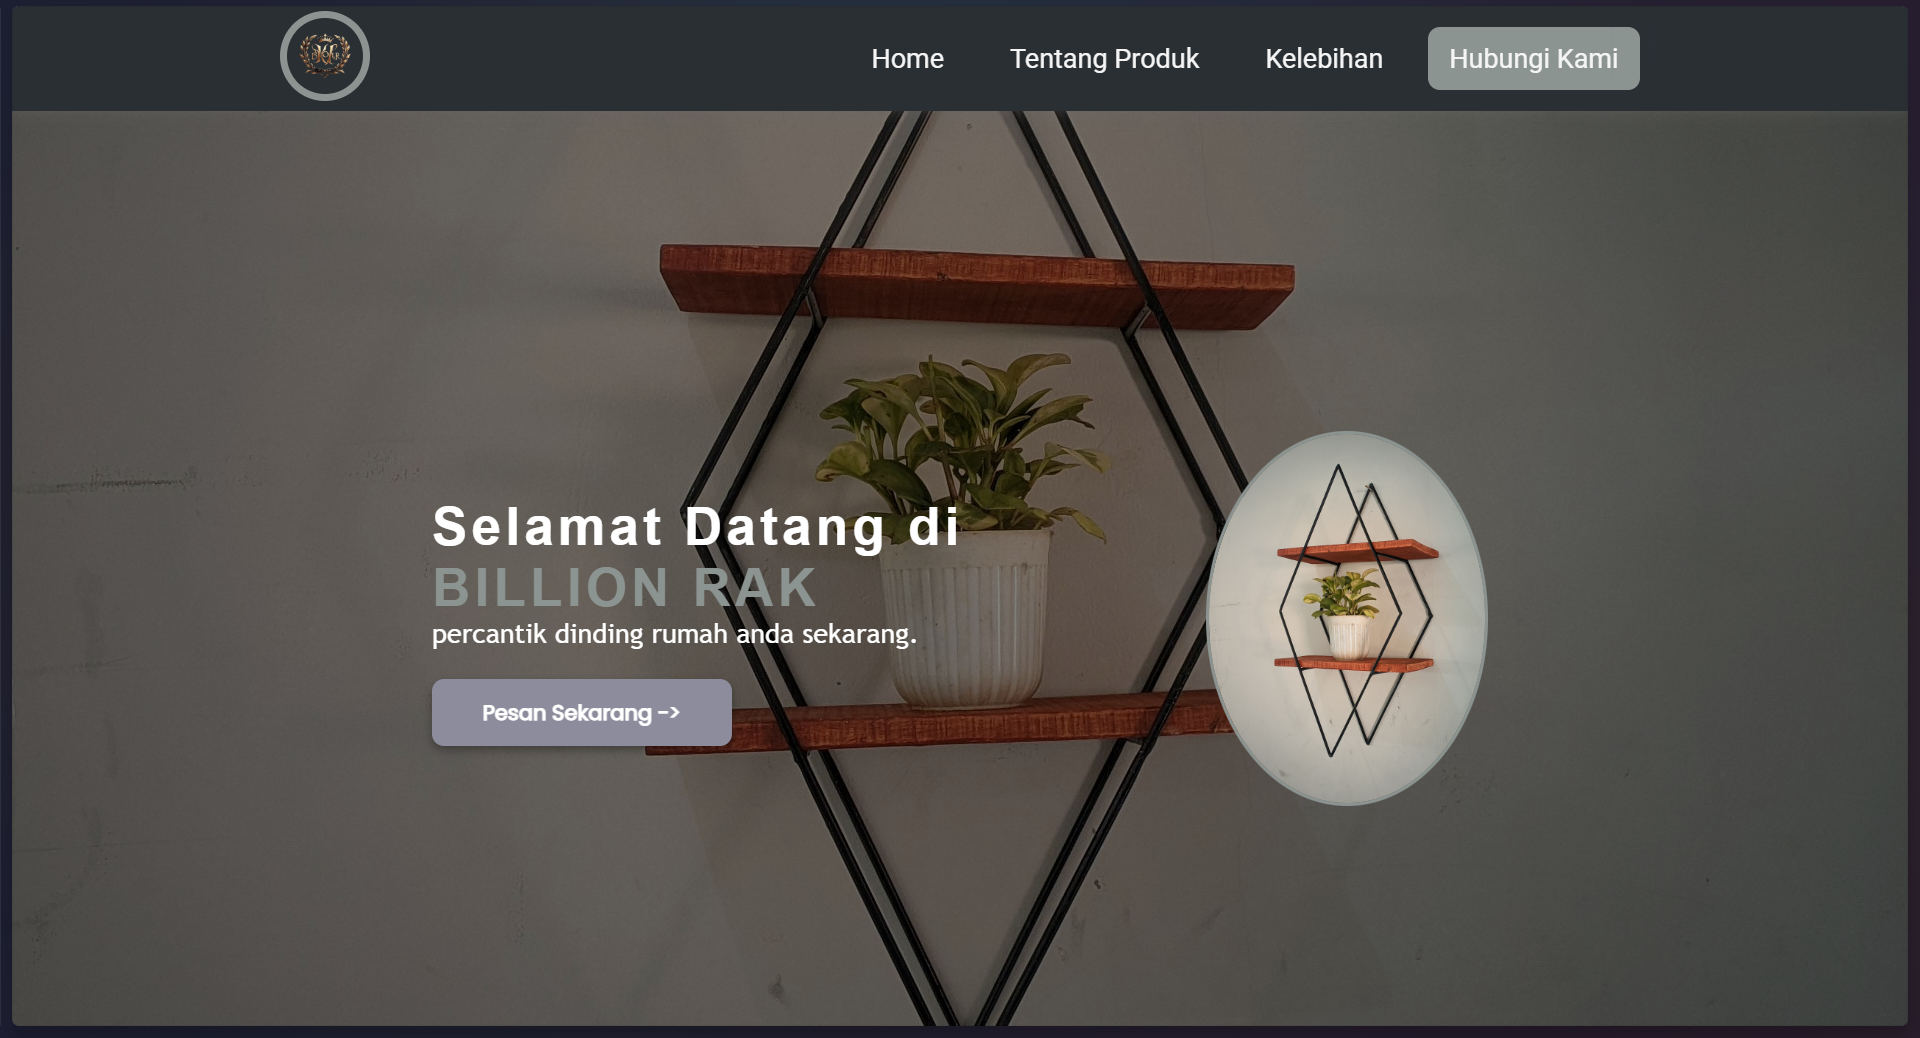 Home
Tentang Produk
Kelebihan
Hubungi Kami
Selamat Datang di
BILLION RAK
percantik dinding rumah anda sekarang.
Pesan Sekarang ->